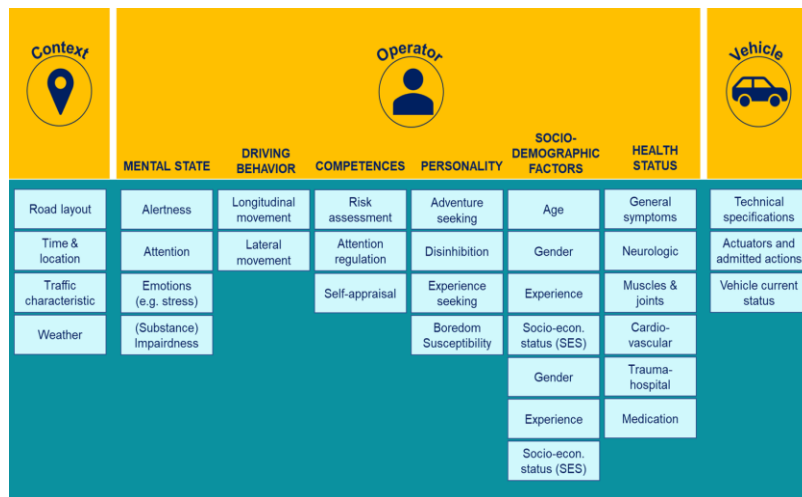 Context
Operator
Vehicle
MENTAL STATE
DRIVING
BEHAVIOR
COMPETENCES
PERSONALITY
SOCIO-
DEMOGRAPHIC
FACTORS
HEALTH
STATUS
Road layout
Time &
location
Traffic
characteristic
Weather
Alertness
Attention
Emotions
(e.g. stress)
(Substance)
Impairdness
Longitudinal
movement
Lateral
movement
Risk
assessment
Attention
regulation
Self-appraisal
Adventure
seeking
Disinhibition
Experience
seeking
Boredom
Susceptibility
Age
Gender
Experience
Socio-econ.
status (SES)
Gender
Experience
Socio-econ.
status (SES)
General
symptoms
Neurologic
Muscles &
joints
Cardio-
vascular
Trauma-
hospital
Medication
Technical
specifications
Actuators and
admitted actions
Vehicle current
status